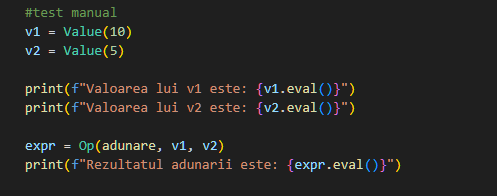 #test manual
v1 = Value(10)
v2 = Value(5)
print(f"Valoarea lui v1 este: {v1.eval()}")
print(f"Valoarea lui v2 este: {v2.eval()}")
expr = Op(adunare, v1, v2)
print(f"Rezultatul adunarii este: {expr.eval()}")